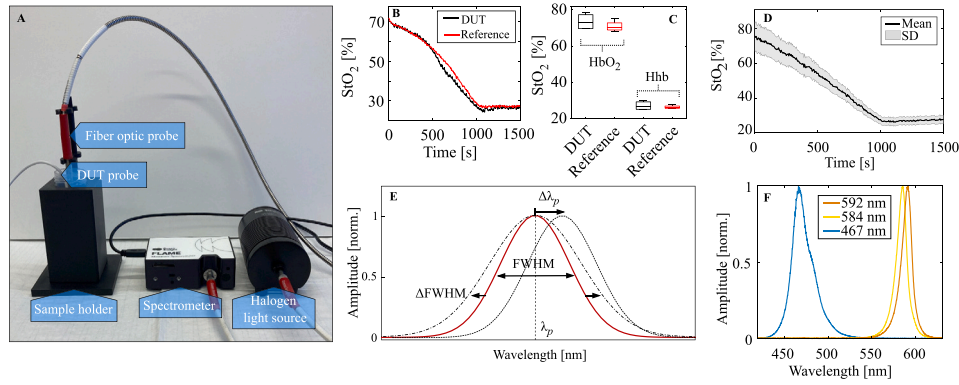 A
Fiber optic probe
DUT probe
FLAME
Sample holder
Spectrometer
Halogen
light source
B
StO2 [%]
70
50
30
0 500 1000 1500
Time [s]
DUT
Reference
C
StO2 [%]
80
60
40
20
HbO2
Hhb
DUT
Reference
DUT
Reference
D
StO2 [%]
80
60
40
20
0 500 1000 1500
Time [s]
Mean
SD
E
Amplitude [norm.]
1
0.5
0
Δλp
FWHM
ΔFWHM
λp
Wavelength [nm]
F
Amplitude [norm.]
1
0.5
0
592 nm
584 nm
467 nm
450 500 550 600
Wavelength [nm]